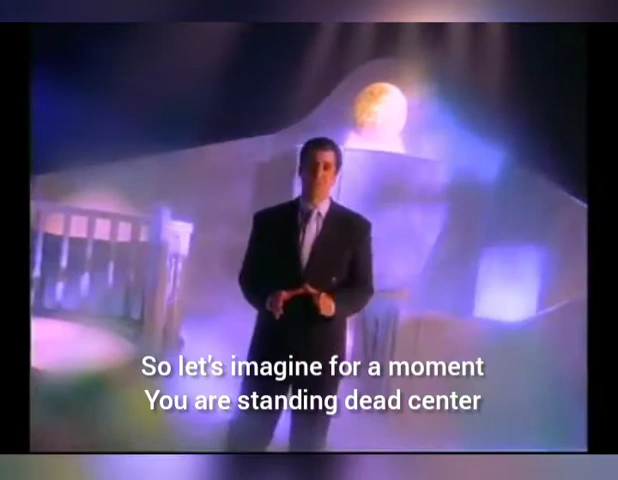 So let's imagine for a moment
You are standing dead center